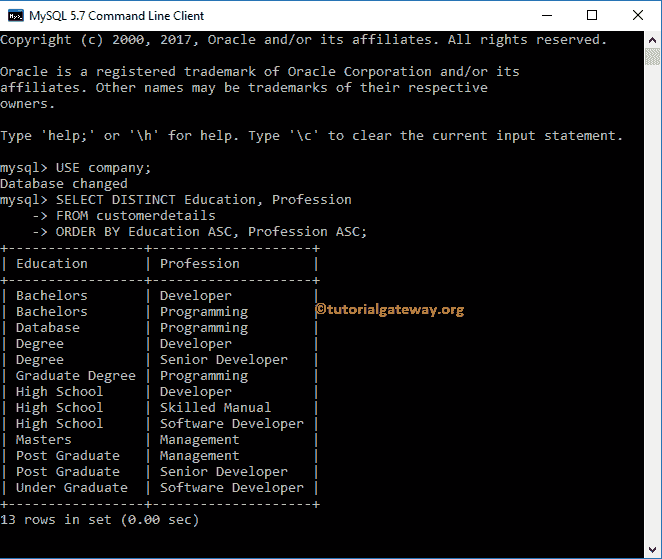 MySQL 5.7 Command Line Client
Copyright (c) 2000, 2017, Oracle and/or its affiliates. All rights reserved.
Oracle is a registered trademark of Oracle Corporation and/or its
affiliates. Other names may be trademarks of their respective
owners.
Type 'help;' or '\h' for help. Type '\c' to clear the current input statement.
mysql> USE company;
Database changed
mysql> SELECT DISTINCT Education, Profession
    -> FROM customerdetails
    -> ORDER BY Education ASC, Profession ASC;
+-----------------+--------------------+
| Education       | Profession         |
+-----------------+--------------------+
| Bachelors       | Developer          |
| Bachelors       | Programming        |
©tutorialgateway.org
| Database        | Programming        |
| Degree          | Developer          |
| Degree          | Senior Developer   |
| Graduate Degree | Programming        |
| High School     | Developer          |
| High School     | Skilled Manual     |
| High School     | Software Developer |
| Masters         | Management         |
| Post Graduate   | Management         |
| Post Graduate   | Senior Developer   |
| Under Graduate  | Software Developer |
+-----------------+--------------------+
13 rows in set (0.00 sec)